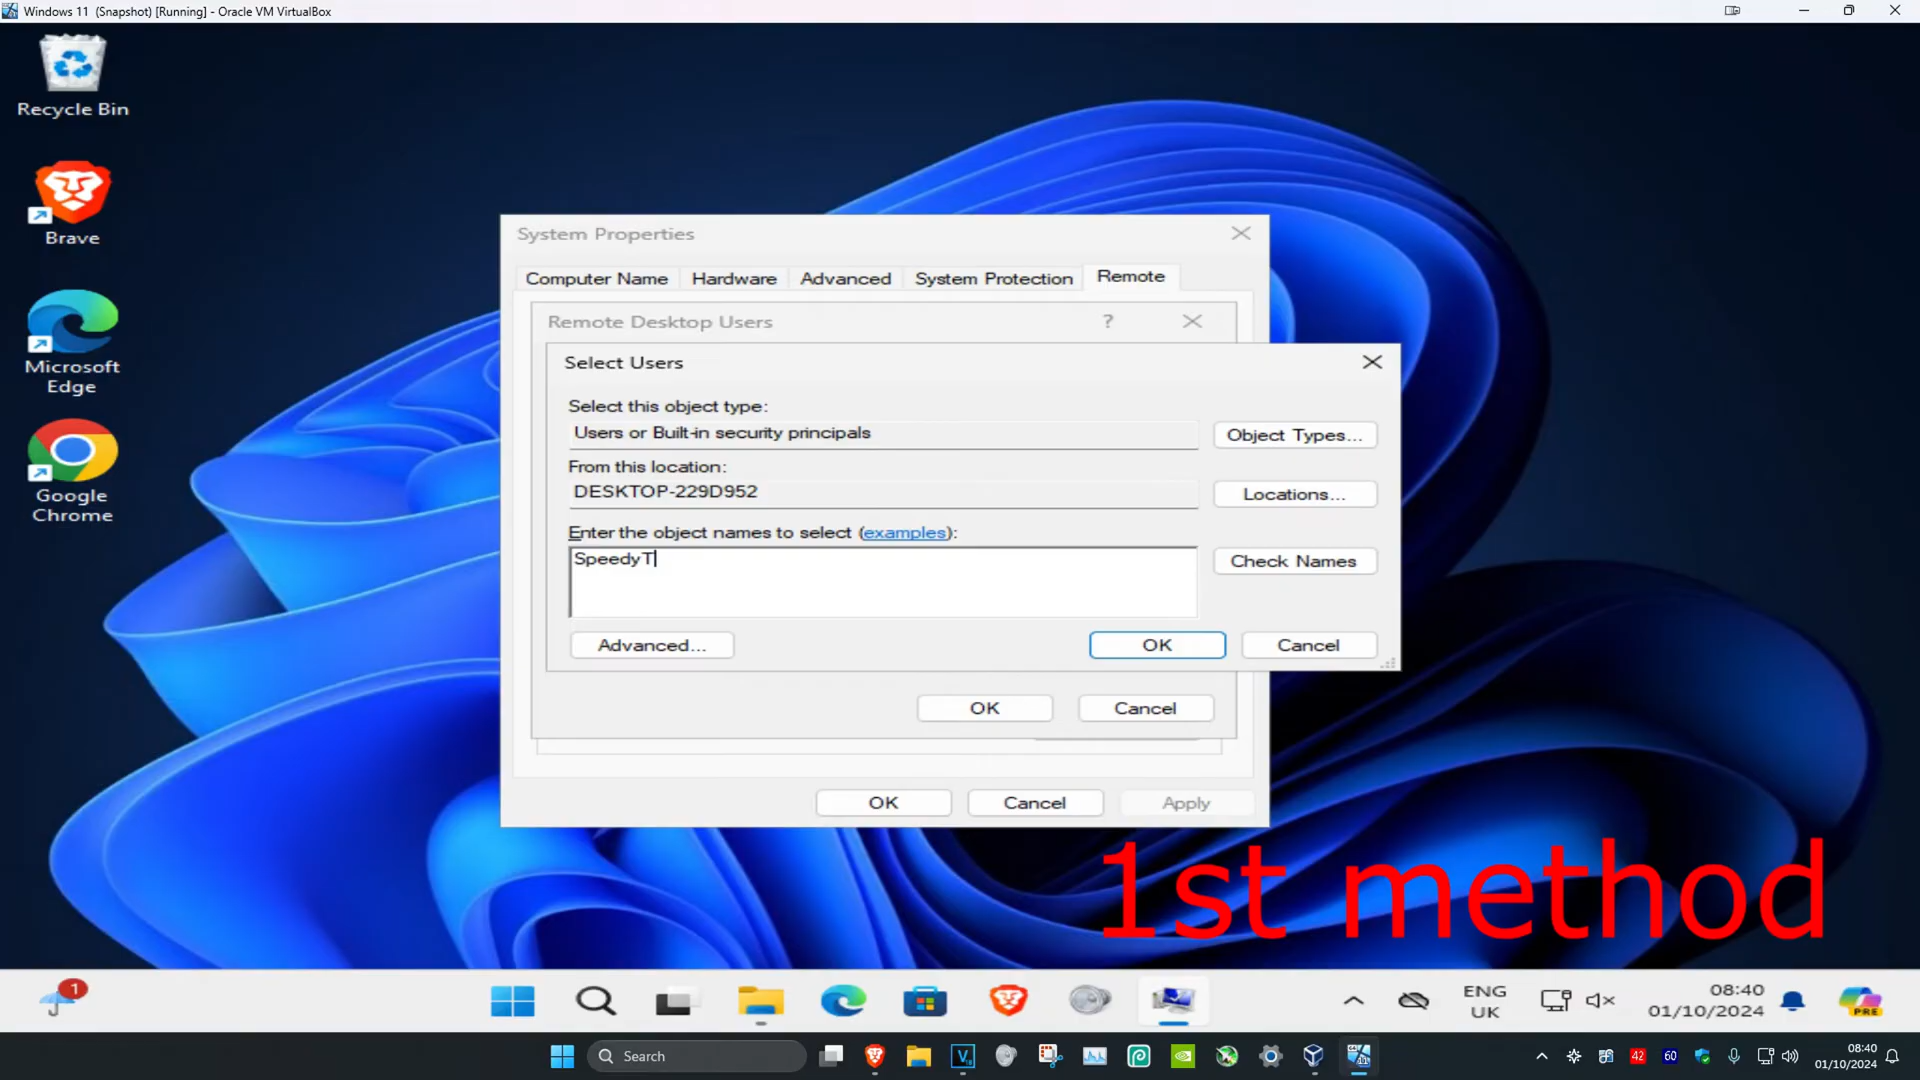 Windows 11 (Snapshot) [Running] - Oracle VM VirtualBox
Recycle Bin
Brave
Microsoft
Edge
Google
Chrome
System Properties
Computer Name
Hardware
Advanced
System Protection
Remote
Remote Desktop Users
?
Select Users
Select this object type:
Users or Built-in security principals
Object Types...
From this location:
DESKTOP-229D952
Locations...
Enter the object names to select (examples):
SpeedyT
Check Names
Advanced...
OK
Cancel
OK
Cancel
OK
Cancel
Apply
1st method
1
ENG
UK
08:40
01/10/2024
PRE
Search
42
60
08:40
01/10/2024